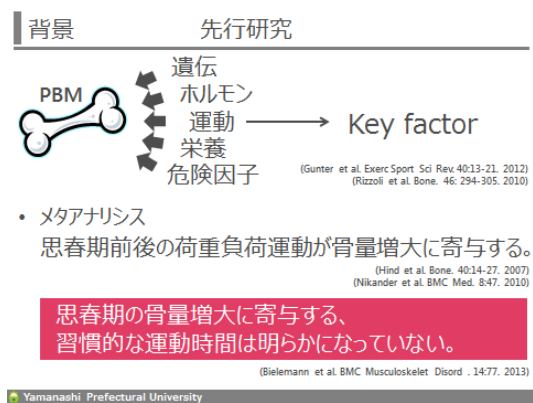 背景 先行研究
遺伝
PBM
ホルモン
運動 Key factor
栄養
危険因子
(Gunter et al. Exerc Sport Sci Rev. 40:13-21. 2012)
(Rizzoli et al. Bone. 46: 294-305. 2010)
• メタアナリシス
思春期前後の荷重負荷運動が骨量増大に寄与する。
(Hind et al. Bone. 40:14-27. 2007)
(Nikander et al. BMC Med. 8:47. 2010)
思春期の骨量増大に寄与する、
習慣的な運動時間は明らかになっていない。
(Bielemann et al. BMC Musculoskelet Disord . 14:77. 2013)
Yamanashi Prefectural University